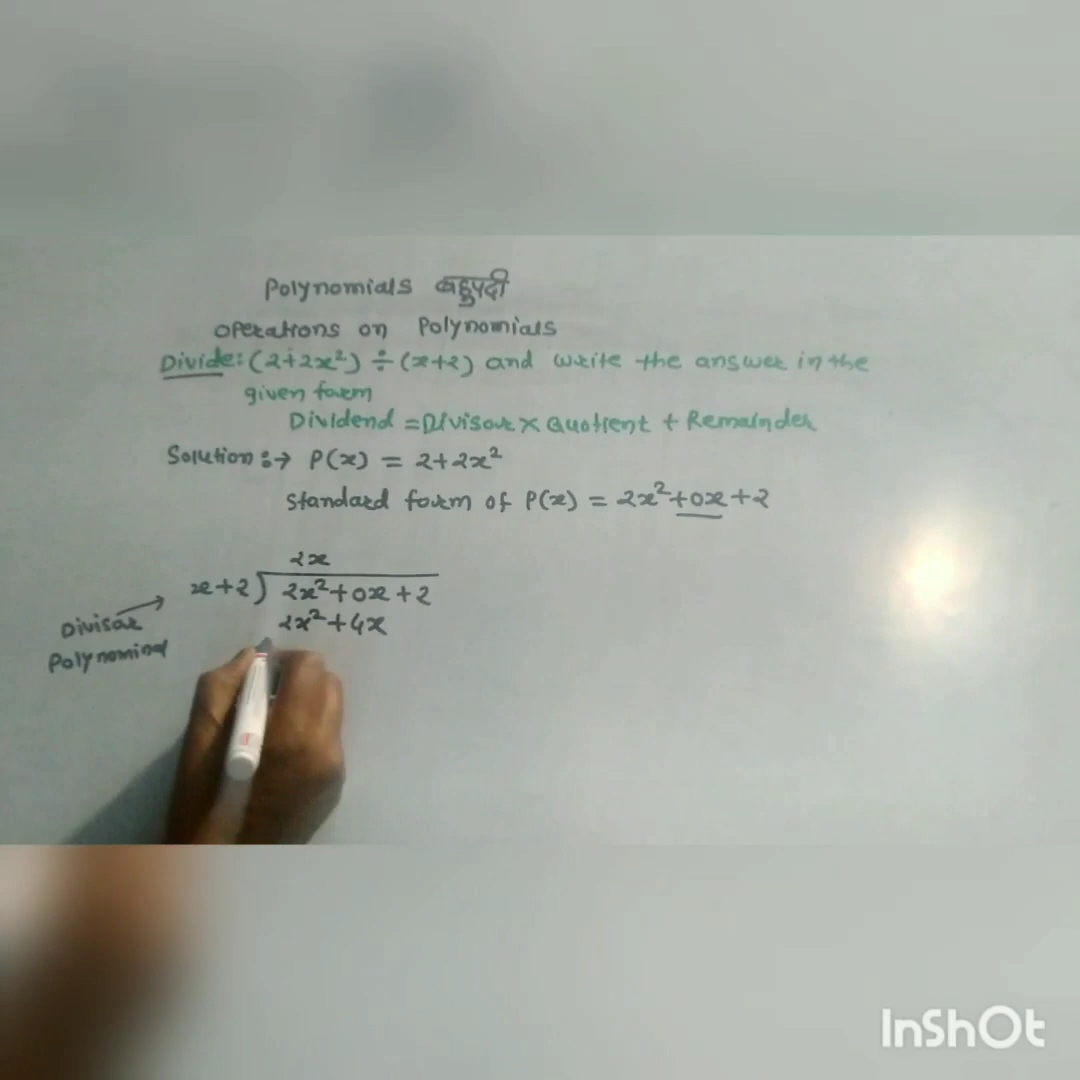 Polynomials बहुपदी
Operations on Polynomials
Divide: (2+2x²) ÷ (x+2) and write the answer in the
given form
Dividend = Divisor × Quotient + Remainder
Solution :→ P(x) = 2+2x²
Standard form of P(x) = 2x²+0x+2
2x
x+2) 2x²+0x+2
2x²+4x
Divisor
Polynominal
InShOt